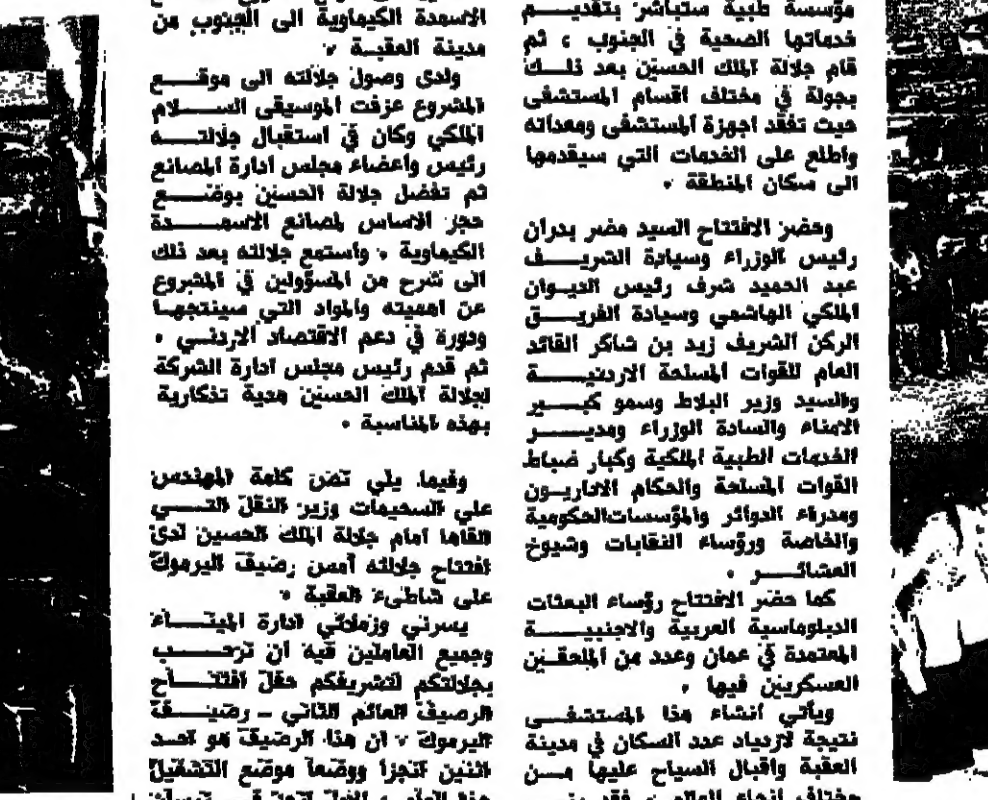 مؤسسة طبية ستباشر بتقديم
خدماتها الصحية في الجنوب ، ثم
قام جلالة الملك الحسين بعد ذلك
بجولة في مختلف اقسام المستشفى
حيث تفقد اجهزة المستشفى ومعداته
واطلع على الخدمات التي سيقدمها
الى سكان المنطقة .
وحضر الافتتاح السيد مضر بدران
رئيس الوزراء وسيادة الشريف
عبد الحميد شرف رئيس الديوان
الملكي الهاشمي وسيادة الفريق
الركن الشريف زيد بن شاكر القائد
العام للقوات المسلحة الاردنية
والسيد وزير البلاط وسمو كبير
الامناء والسادة الوزراء ومدير
الخدمات الطبية الملكية وكبار ضباط
القوات المسلحة والحكام الاداريون
ومدراء الدوائر والمؤسسات الحكومية
والخاصة ورؤساء النقابات وشيوخ
العشائر .
كما حضر الافتتاح رؤساء البعثات
الدبلوماسية العربية والاجنبية
المعتمدة في عمان وعدد من الملحقين
العسكريين فيها .
ويأتي انشاء هذا المستشفى
نتيجة لازدياد عدد السكان في مدينة
العقبة واقبال السياح عليها من
مختلف انحاء العالم
الاسمدة الكيماوية الى الجنوب من
مدينة العقبة .
ولدى وصول جلالته الى موقع
المشروع عزفت الموسيقى السلام
الملكي وكان في استقبال جلالته
رئيس واعضاء مجلس ادارة المصانع
ثم تفضل جلالة الحسين بوضع
حجر الاساس لمصانع الاسمدة
الكيماوية . وأستمع جلالته بعد ذلك
الى شرح من المسؤولين في المشروع
عن اهميته والمواد التي سينتجها
ودورة في دعم الاقتصاد الاردني .
ثم قدم رئيس مجلس ادارة الشركة
لجلالة الملك الحسين هدية تذكارية
بهذه المناسبة .
وفيما يلي نص كلمة المهندس
علي السحيمات وزير النقل التي
القاها امام جلالة الملك الحسين لدى
افتتاح جلالته أمس رصيف اليرموك
على شاطىء العقبة .
يسرني وزملائي ادارة الميناء
وجميع العاملين فيه ان نرحب
بجلالتكم لتشريفكم حفل افتتاح
الرصيف العائم الثاني - رصيف
اليرموك . ان هذا الرصيف هو احد
اثنين انجزا ووضعا موضع التشغيل